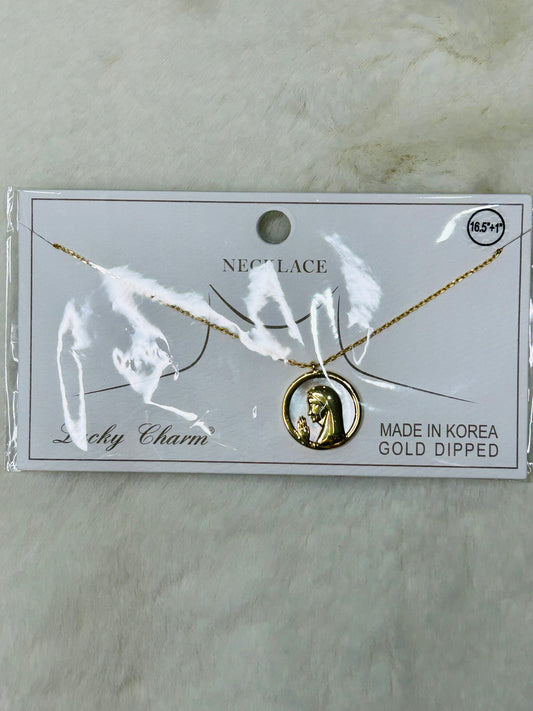 16.5"+1"
NECKLACE
Lucky Charm®
MADE IN KOREA
GOLD DIPPED